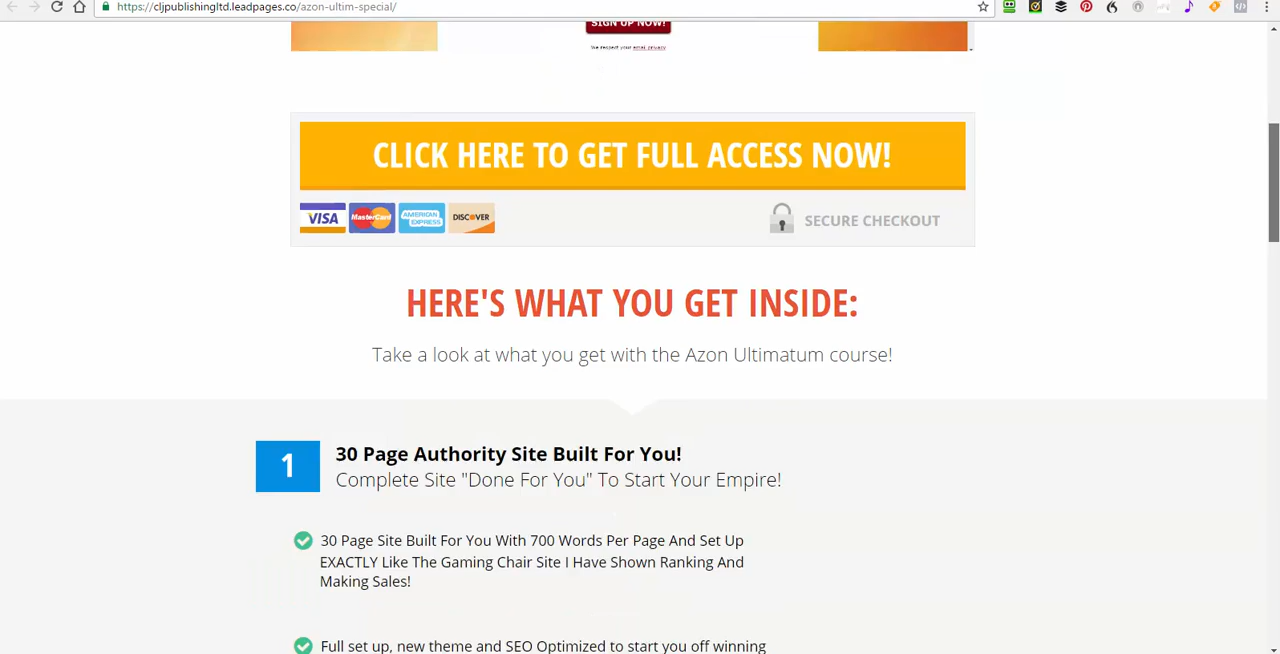 https://cljpublishingltd.leadpages.co/azon-ultim-special/
SIGN UP NOW!
We respect your email privacy
CLICK HERE TO GET FULL ACCESS NOW!
VISA MasterCard AMERICAN EXPRESS DISCOVER
SECURE CHECKOUT
HERE'S WHAT YOU GET INSIDE:
Take a look at what you get with the Azon Ultimatum course!
1
30 Page Authority Site Built For You!
Complete Site "Done For You" To Start Your Empire!
30 Page Site Built For You With 700 Words Per Page And Set Up
EXACTLY Like The Gaming Chair Site I Have Shown Ranking And
Making Sales!
Full set up, new theme and SEO Optimized to start you off winning